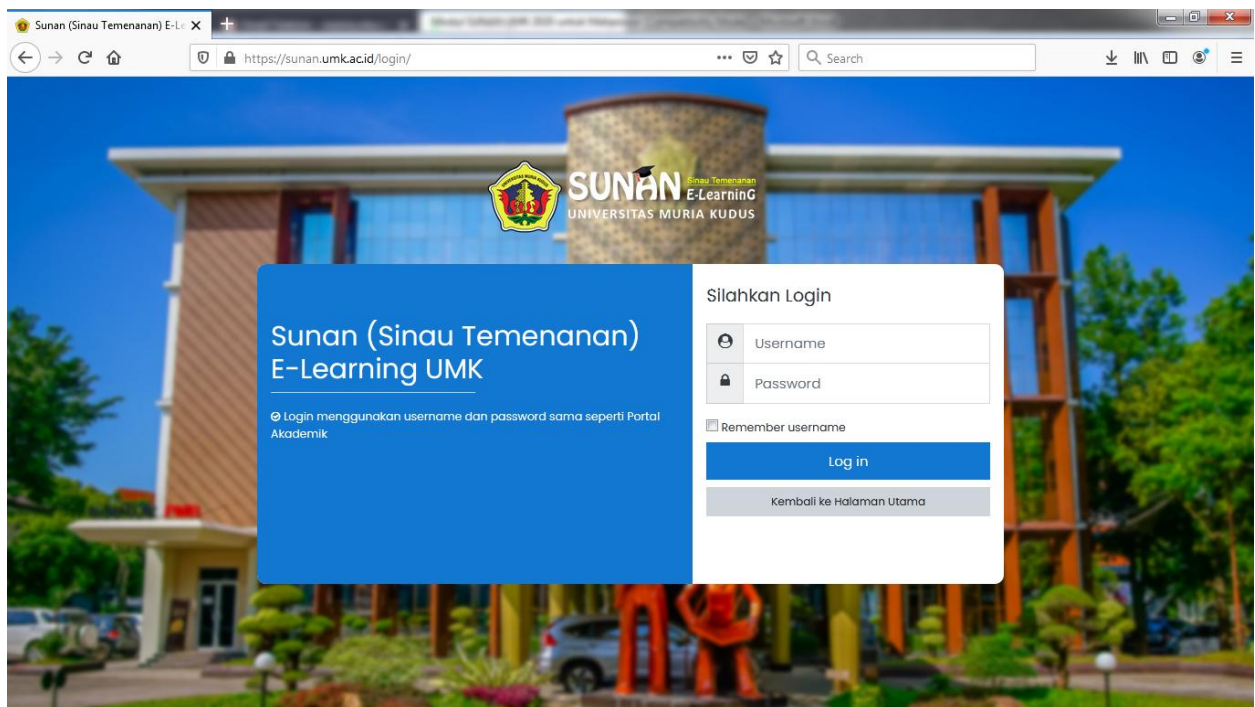 Sunan (Sinau Temenanan) E-Le
https://sunan.umk.ac.id/login/
Search
SUNAN
Sinau Temenanan
E-LearninG
UNIVERSITAS MURIA KUDUS
Sunan (Sinau Temenanan)
E-Learning UMK
Login menggunakan username dan password sama seperti Portal
Akademik
Silahkan Login
Username
Password
Remember username
Log in
Kembali ke Halaman Utama